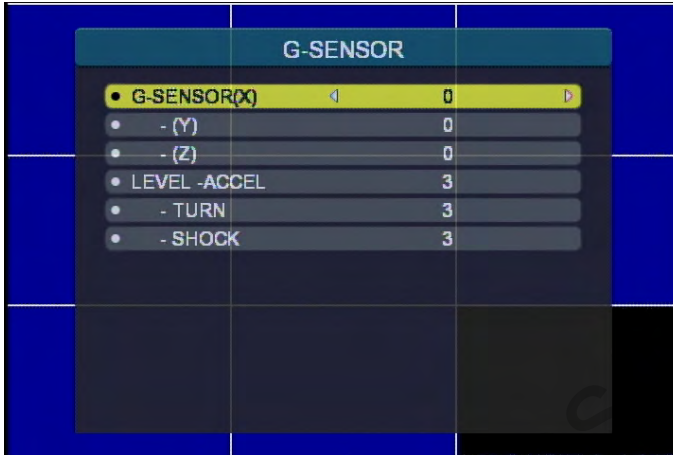 G-SENSOR
G-SENSOR(X) 0
- (Y) 0
- (Z) 0
LEVEL -ACCEL 3
- TURN 3
- SHOCK 3